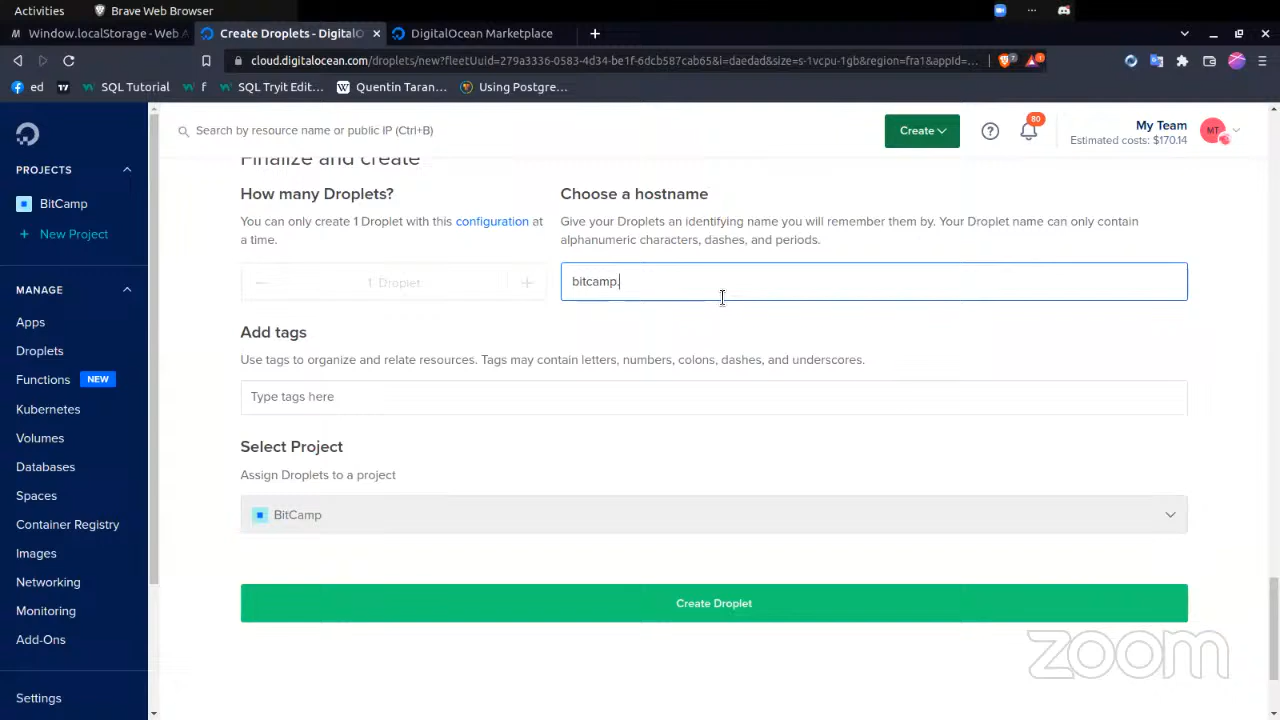 Activities
Brave Web Browser
Window.localStorage - Web A
Create Droplets - DigitalO
DigitalOcean Marketplace
cloud.digitalocean.com/droplets/new?fleetUuid=279a3336-0583-4d34-be1f-6dcb587cab65&i=daedad&size=s-1vcpu-1gb&region=fra1&appId=...
7
1
ed
SQL Tutorial
f
SQL Tryit Edit...
Quentin Taran...
Using Postgre...
Search by resource name or public IP (Ctrl+B)
Create
80
My Team
Estimated costs: $170.14
MT
PROJECTS
BitCamp
+ New Project
MANAGE
Apps
Droplets
Functions NEW
Kubernetes
Volumes
Databases
Spaces
Container Registry
Images
Networking
Monitoring
Add-Ons
Settings
Finalize and create
How many Droplets?
You can only create 1 Droplet with this configuration at
a time.
1 Droplet
Choose a hostname
Give your Droplets an identifying name you will remember them by. Your Droplet name can only contain
alphanumeric characters, dashes, and periods.
bitcamp.
Add tags
Use tags to organize and relate resources. Tags may contain letters, numbers, colons, dashes, and underscores.
Type tags here
Select Project
Assign Droplets to a project
BitCamp
Create Droplet
zoom